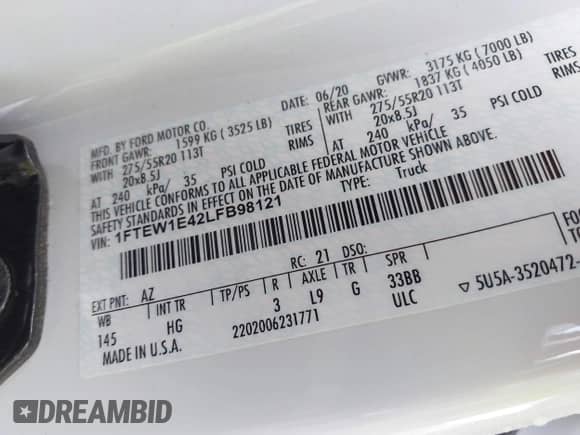 MFD. BY FORD MOTOR CO.
DATE: 06/20 GVWR: 3175 KG ( 7000 LB)
FRONT GAWR: 1599 KG ( 3525 LB) REAR GAWR: 1837 KG ( 4050 LB)
WITH 275/55R20 113T TIRES WITH 275/55R20 113T TIRES
20x8.5J RIMS 20x8.5J RIMS
AT 240 kPa/ 35 PSI COLD AT 240 kPa/ 35 PSI COLD
THIS VEHICLE CONFORMS TO ALL APPLICABLE FEDERAL MOTOR VEHICLE
SAFETY STANDARDS IN EFFECT ON THE DATE OF MANUFACTURE SHOWN ABOVE.
VIN: 1FTEW1E42LFB98121 TYPE: Truck
EXT PNT: AZ RC: 21 DSO: FO
WB INT TR TP/PS R AXLE TR SPR
145 HG 3 L9 G 33BB
MADE IN U.S.A. 2202006231771 ULC ▽ 5U5A-3520472-
DREAMBID